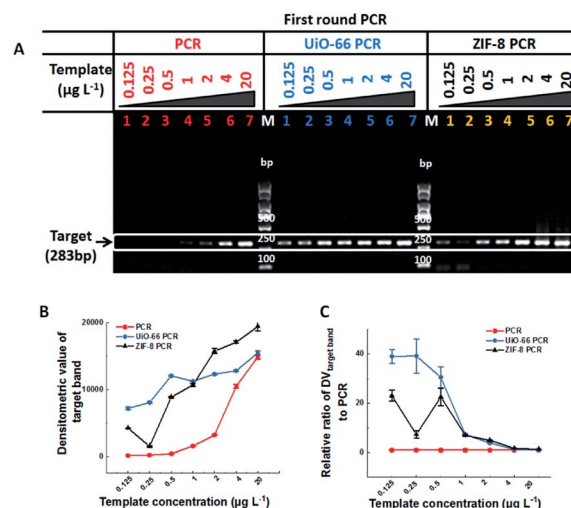 First round PCR
A
PCR UiO-66 PCR ZIF-8 PCR
Template (µg L-1)
0.125 0.25 0.5 1 2 4 20 0.125 0.25 0.5 1 2 4 20 0.125 0.25 0.5 1 2 4 20
1 2 3 4 5 6 7 M 1 2 3 4 5 6 7 M 1 2 3 4 5 6 7
bp bp
500 500
Target (283bp)
250 250
100 100
B
PCR
UiO-66 PCR
ZIF-8 PCR
Densitometric value of target band
20000
10000
0
0.125 0.25 0.5 1 2 4 20
Template concentration (µg L-1)
C
PCR
UiO-66 PCR
ZIF-8 PCR
Relative ratio of DVtarget band to PCR
60
40
20
0
0.125 0.25 0.5 1 2 4 20
Template concentration (µg L-1)